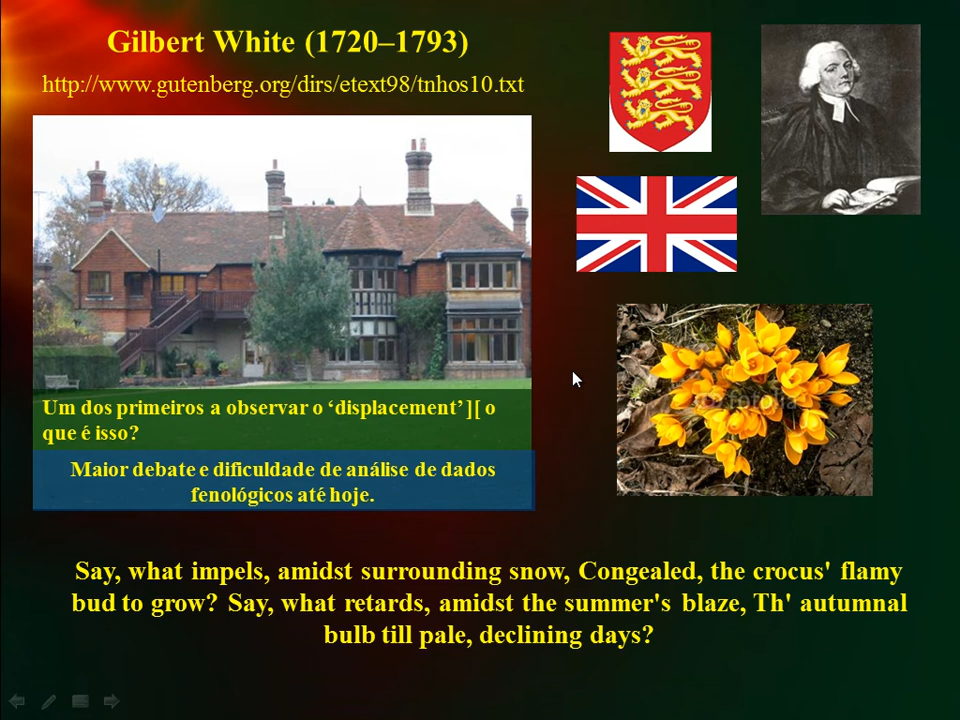 Gilbert White (1720–1793)
http://www.gutenberg.org/dirs/etext98/tnhos10.txt
Um dos primeiros a observar o ‘displacement’ ][ o
que é isso?
Maior debate e dificuldade de análise de dados
fenológicos até hoje.
fotolia
Say, what impels, amidst surrounding snow, Congealed, the crocus' flamy
bud to grow? Say, what retards, amidst the summer's blaze, Th' autumnal
bulb till pale, declining days?